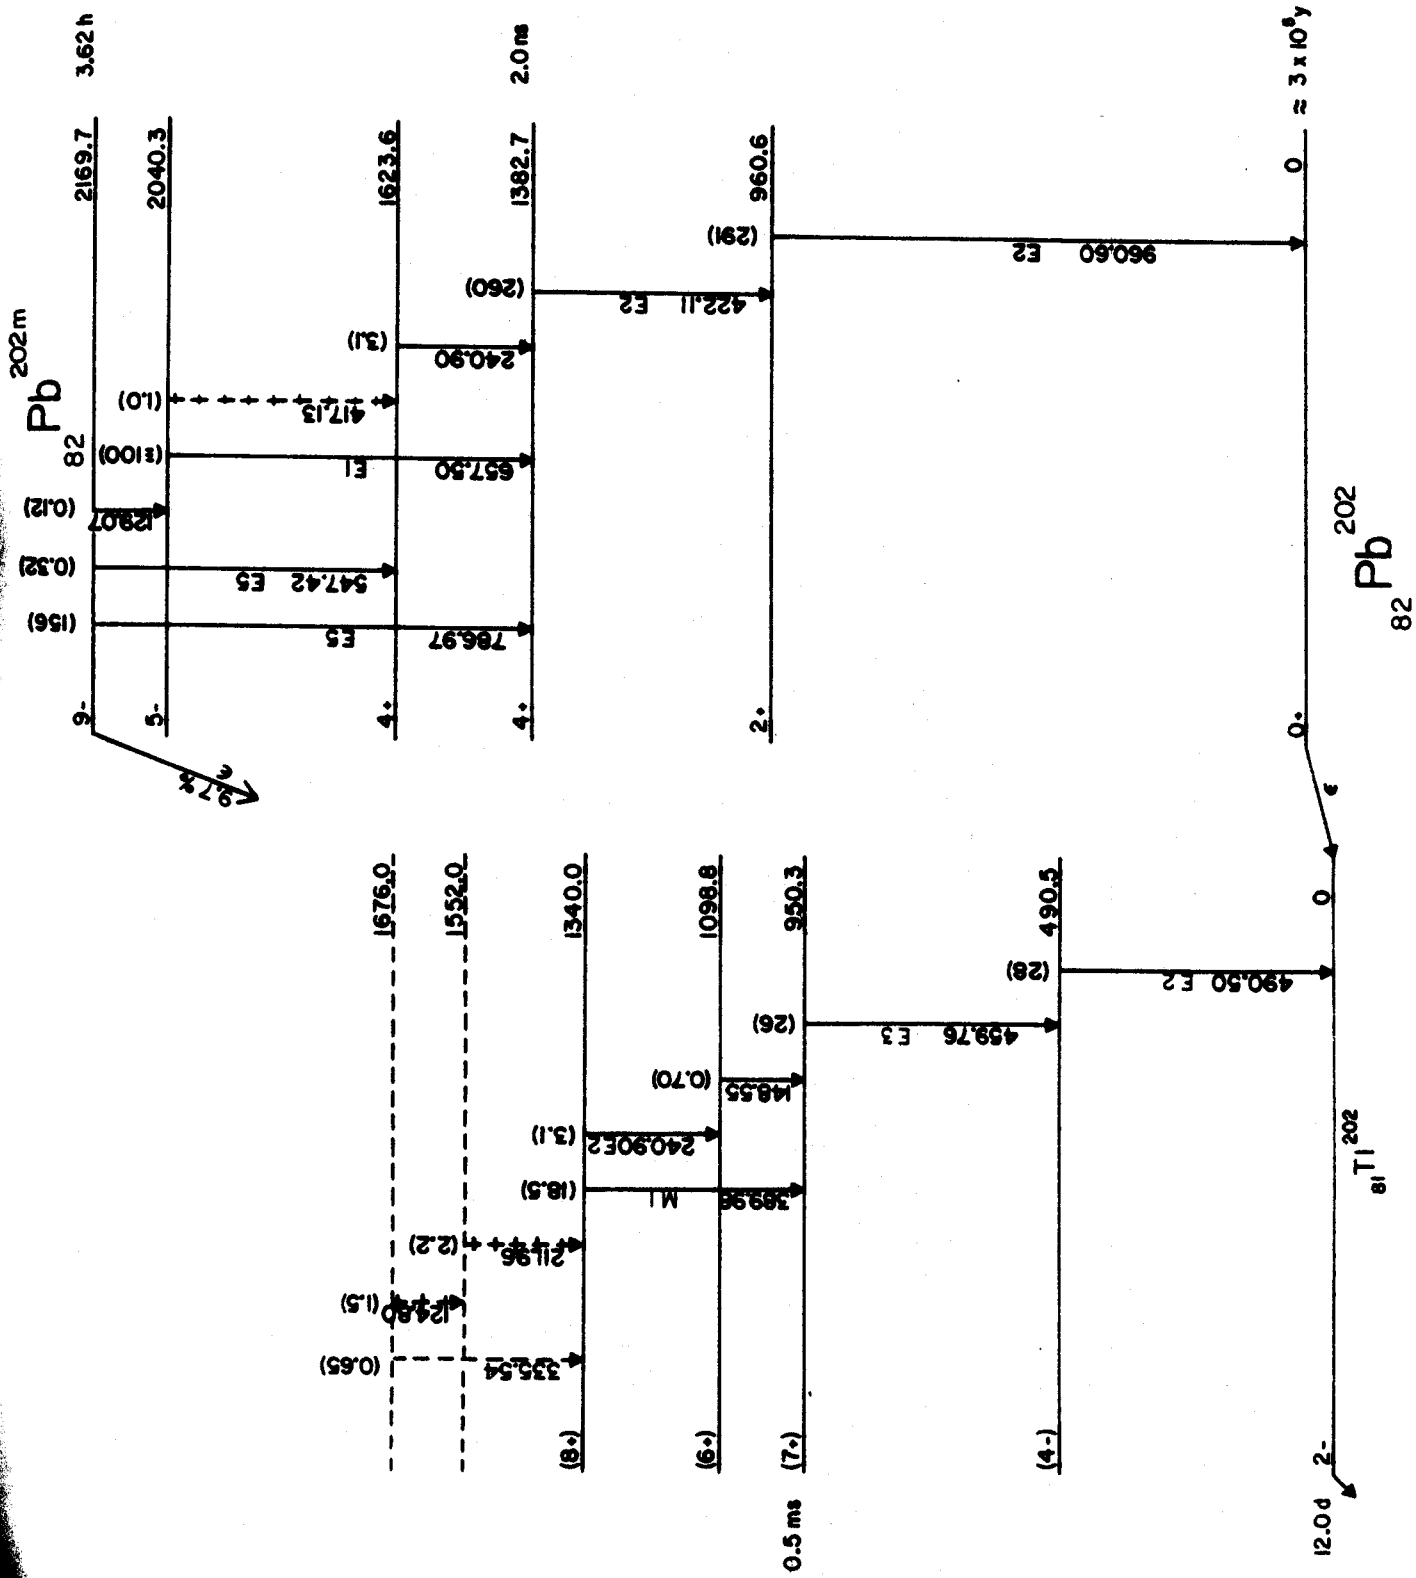 82 Pb 202m
9- 2169.7 3.62 h
5- 2040.3
4+ 1623.6
4+ 1382.7 2.0 ns
2+ 960.6
0+ 0 ≈ 3 x 10⁵ y
9.7 % ε
(156)
786.97 E5
(0.32)
547.42 E5
(0.12)
129.07
(≡100)
657.50 E1
(1.0)
417.13
(3.1)
240.90
(260)
422.11 E2
(291)
960.60 E2
82 Pb 202
ε
1676.0
1552.0
(8+) 1340.0
(6+) 1098.8
0.5 ms (7+) 950.3
(4-) 490.5
12.0 d 2- 0
(0.65)
335.54
(1.5)
124.80
(2.2)
211.96
(18.5)
389.98 M1
(3.1)
240.90 E2
(0.70)
148.55
(26)
459.76 E3
(28)
490.50 E2
81 Tl 202